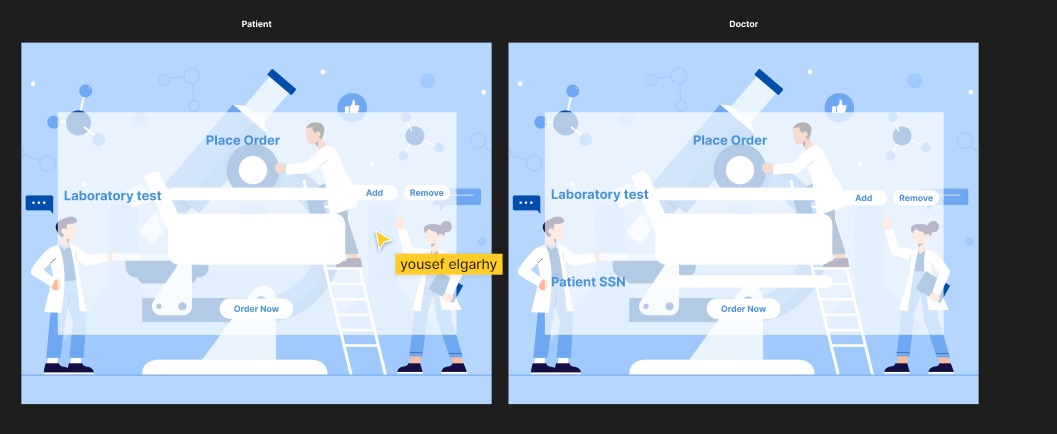 Patient
Doctor
Place Order
Laboratory test
Add
Remove
yousef elgarhy
Order Now
Place Order
Laboratory test
Add
Remove
Patient SSN
Order Now